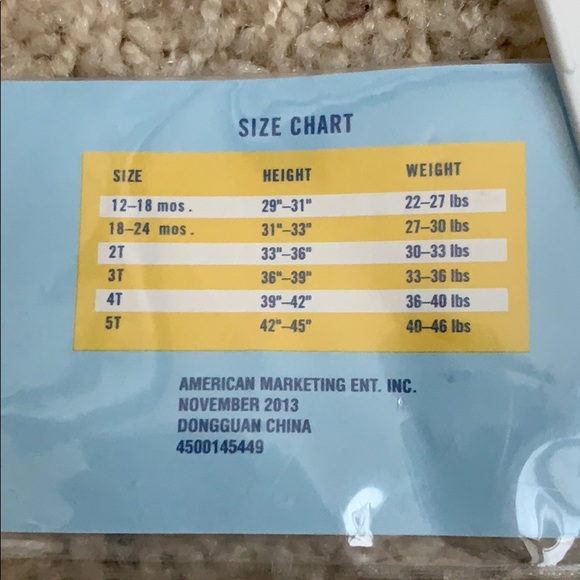 SIZE CHART
SIZE HEIGHT WEIGHT
12–18 mos. 29"–31" 22–27 lbs
18–24 mos. 31"–33" 27–30 lbs
2T 33"–36" 30–33 lbs
3T 36"–39" 33–36 lbs
4T 39"–42" 36–40 lbs
5T 42"–45" 40–46 lbs
AMERICAN MARKETING ENT. INC.
NOVEMBER 2013
DONGGUAN CHINA
4500145449